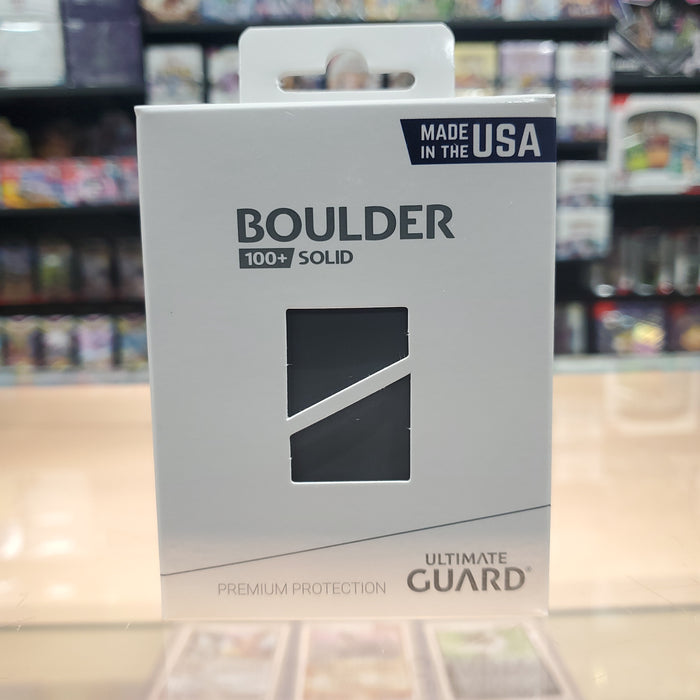 MADE
IN THE USA
BOULDER
100+ SOLID
PREMIUM PROTECTION
ULTIMATE
GUARD®